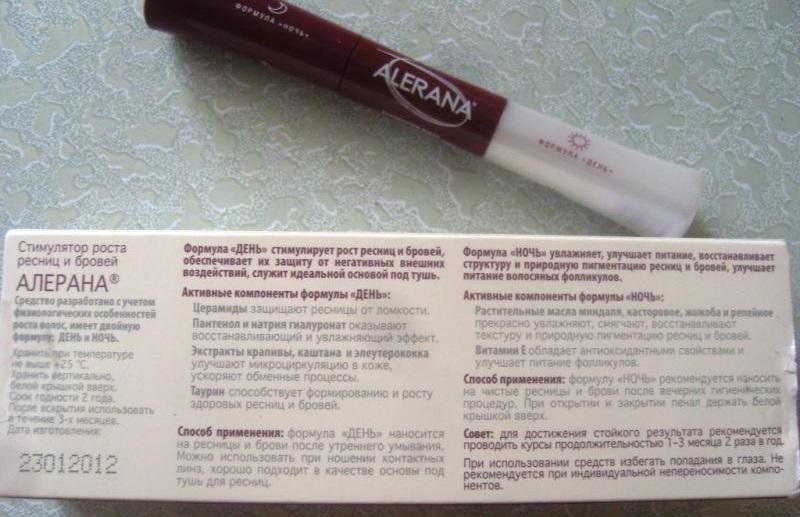 ФОРМУЛА «НОЧЬ»
ALERANA®
ФОРМУЛА «ДЕНЬ»
Стимулятор роста
ресниц и бровей
АЛЕРАНА®
Средство разработано с учетом
физиологических особенностей
роста волос, имеет двойную
формулу: ДЕНЬ и НОЧЬ.
Хранить при температуре
не выше +25 °C.
Хранить вертикально,
белой крышкой вверх.
Срок годности 2 года.
После вскрытия использовать
в течение 3-х месяцев.
Дата изготовления:
23012012
Формула «ДЕНЬ» стимулирует рост ресниц и бровей,
обеспечивает их защиту от негативных внешних
воздействий, служит идеальной основой под тушь.
Активные компоненты формулы «ДЕНЬ»:
Церамиды защищают ресницы от ломкости.
Пантенол и натрия гиалуронат оказывают
восстанавливающий и увлажняющий эффект.
Экстракты крапивы, каштана и элеутерококка
улучшают микроциркуляцию в коже,
ускоряют обменные процессы.
Таурин способствует формированию и росту
здоровых ресниц и бровей.
Способ применения: формула «ДЕНЬ» наносится
на ресницы и брови после утреннего умывания.
Можно использовать при ношении контактных
линз, хорошо подходит в качестве основы под
тушь для ресниц.
Формула «НОЧЬ» увлажняет, улучшает питание, восстанавливает
структуру и природную пигментацию ресниц и бровей, улучшает
питание волосяных фолликулов.
Активные компоненты формулы «НОЧЬ»:
Растительные масла миндаля, касторовое, жожоба и репейное
прекрасно увлажняют, смягчают, восстанавливают
текстуру и природную пигментацию ресниц и бровей.
Витамин Е обладает антиоксидантными свойствами и
улучшает питание фолликулов.
Способ применения: формулу «НОЧЬ» рекомендуется наносить
на чистые ресницы и брови после вечерних гигиенических
процедур. При открытии и закрытии пенал держать белой
крышкой вверх.
Совет: для достижения стойкого результата рекомендуется
проводить курсы продолжительностью 1-3 месяца 2 раза в год.
При использовании средств избегать попадания в глаза. Не
рекомендуется при индивидуальной непереносимости компо-
нентов.